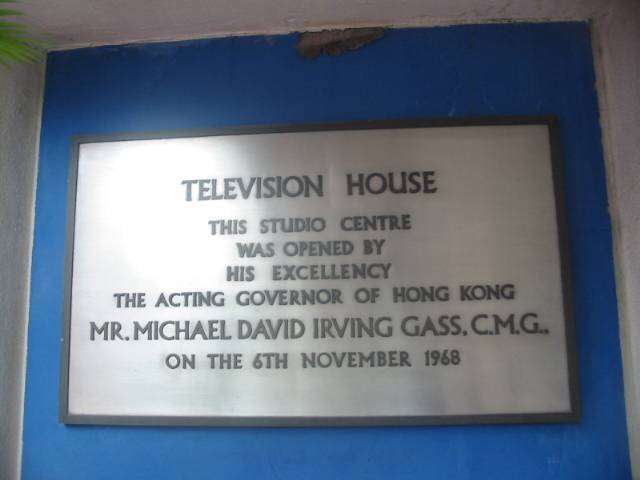 TELEVISION HOUSE
THIS STUDIO CENTRE
WAS OPENED BY
HIS EXCELLENCY
THE ACTING GOVERNOR OF HONG KONG
MR. MICHAEL DAVID IRVING GASS, C.M.G.,
ON THE 6TH NOVEMBER 1968